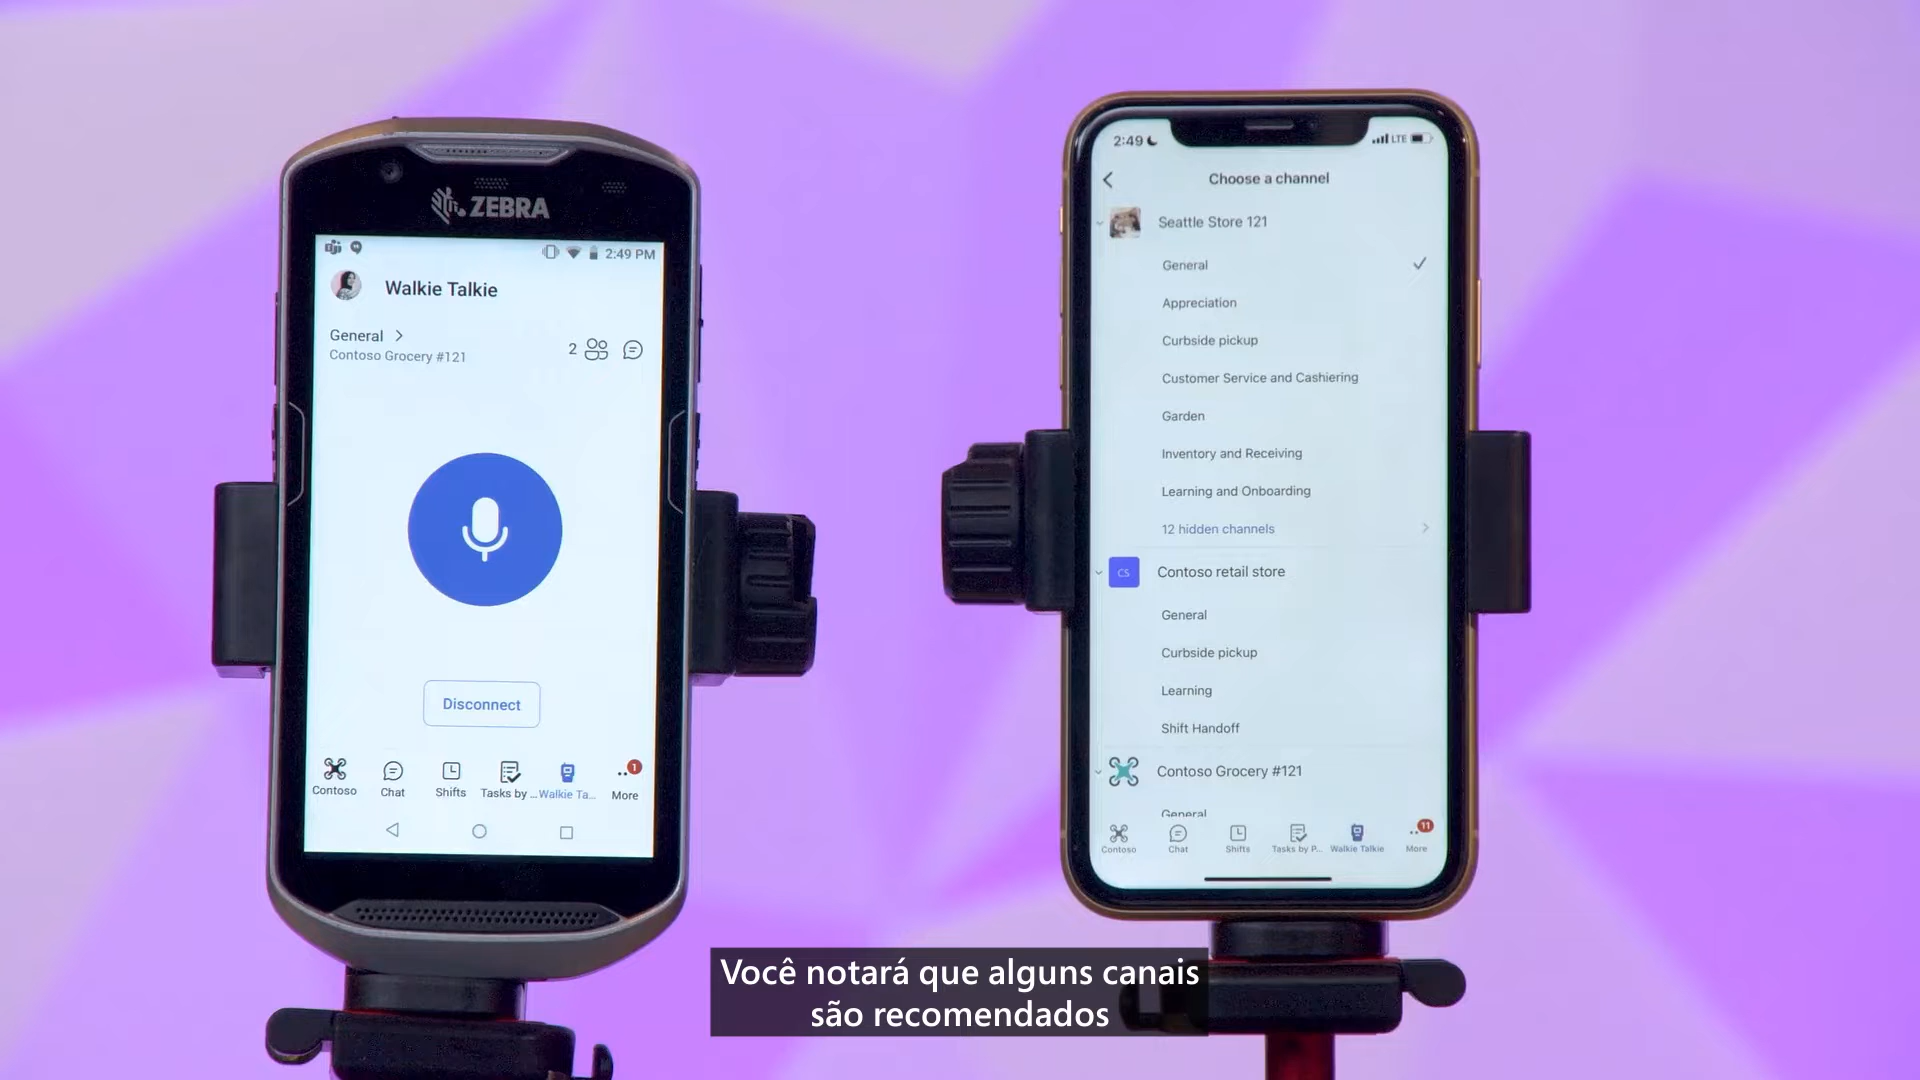 ZEBRA
2:49 PM
Walkie Talkie
General
Contoso Grocery #121
2
Disconnect
Contoso
Chat
Shifts
Tasks by ...
Walkie Ta...
1
More
2:49
LTE
Choose a channel
Seattle Store 121
General
Appreciation
Curbside pickup
Customer Service and Cashiering
Garden
Inventory and Receiving
Learning and Onboarding
12 hidden channels
CS
Contoso retail store
General
Curbside pickup
Learning
Shift Handoff
Contoso Grocery #121
General
Contoso
Chat
Shifts
Tasks by P...
Walkie Talkie
11
More
Você notará que alguns canais
são recomendados